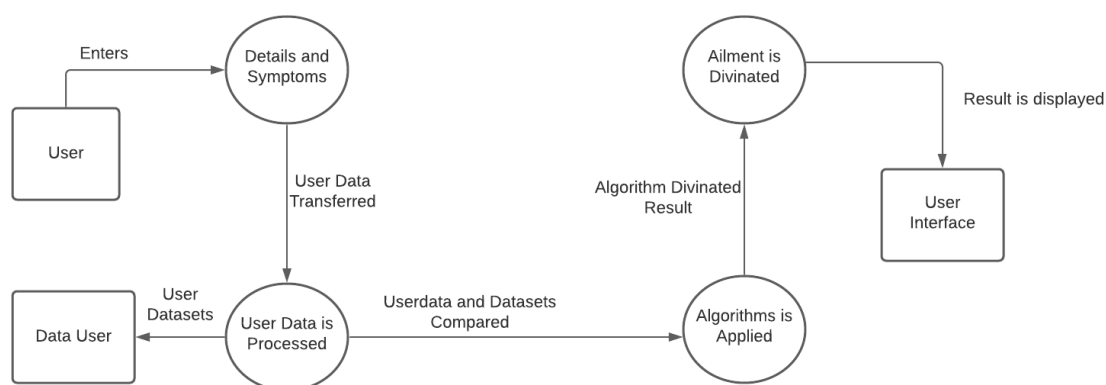 Enters
Details and
Symptoms
User
User Data
Transferred
User
Datasets
Data User
User Data is
Processed
Userdata and Datasets
Compared
Algorithms is
Applied
Algorithm Divinated
Result
Ailment is
Divinated
Result is displayed
User
Interface